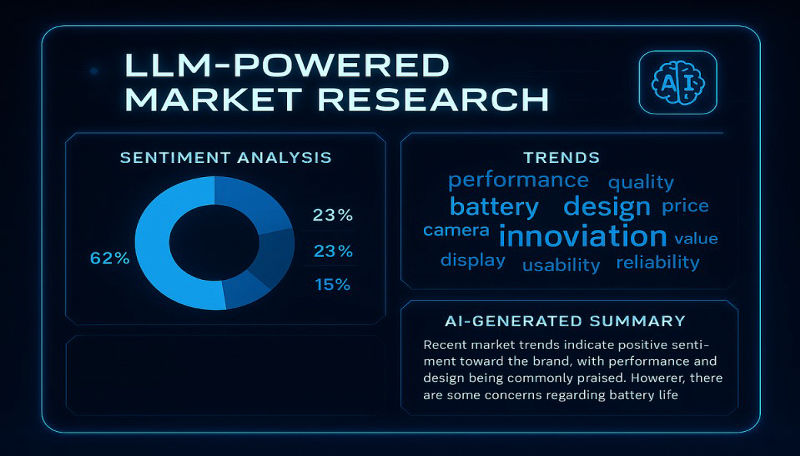 LLM-POWERED
MARKET RESEARCH
AI
SENTIMENT ANALYSIS
62%
23%
23%
15%
TRENDS
performance quality
battery design price
camera innoviation value
display usability reliability
AI-GENERATED SUMMARY
Recent market trends indicate positive senti-
ment toward the brand, with performance and
design being commonly praised. Howerer, there
are some concerns regarding battery life